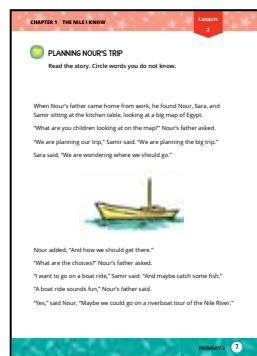 CHAPTER 1 THE NILE I KNOW
Lesson
2
PLANNING NOUR'S TRIP
Read the story. Circle words you do not know.
When Nour's father came home from work, he found Nour, Sara, and
Samir sitting at the kitchen table, looking at a big map of Egypt.
"What are you children looking at on the map?" Nour's father asked.
"We are planning our trip," Samir said. "We are planning the big trip."
Sara said, "We are wondering where we should go."
Nour added, "And how we should get there."
"What are the choices?" Nour's father asked.
"I want to go on a boat ride," Samir said. "And maybe catch some fish."
"A boat ride sounds fun," Nour's father said.
"Yes," said Nour, "Maybe we could go on a riverboat tour of the Nile River."
PRIMARY 2 7